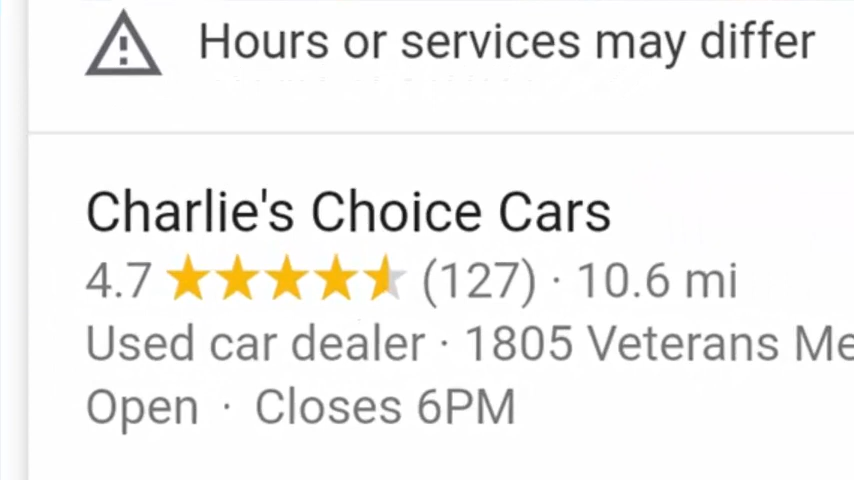 Hours or services may differ
Charlie's Choice Cars
4.7 (127) · 10.6 mi
Used car dealer · 1805 Veterans
Open · Closes 6PM